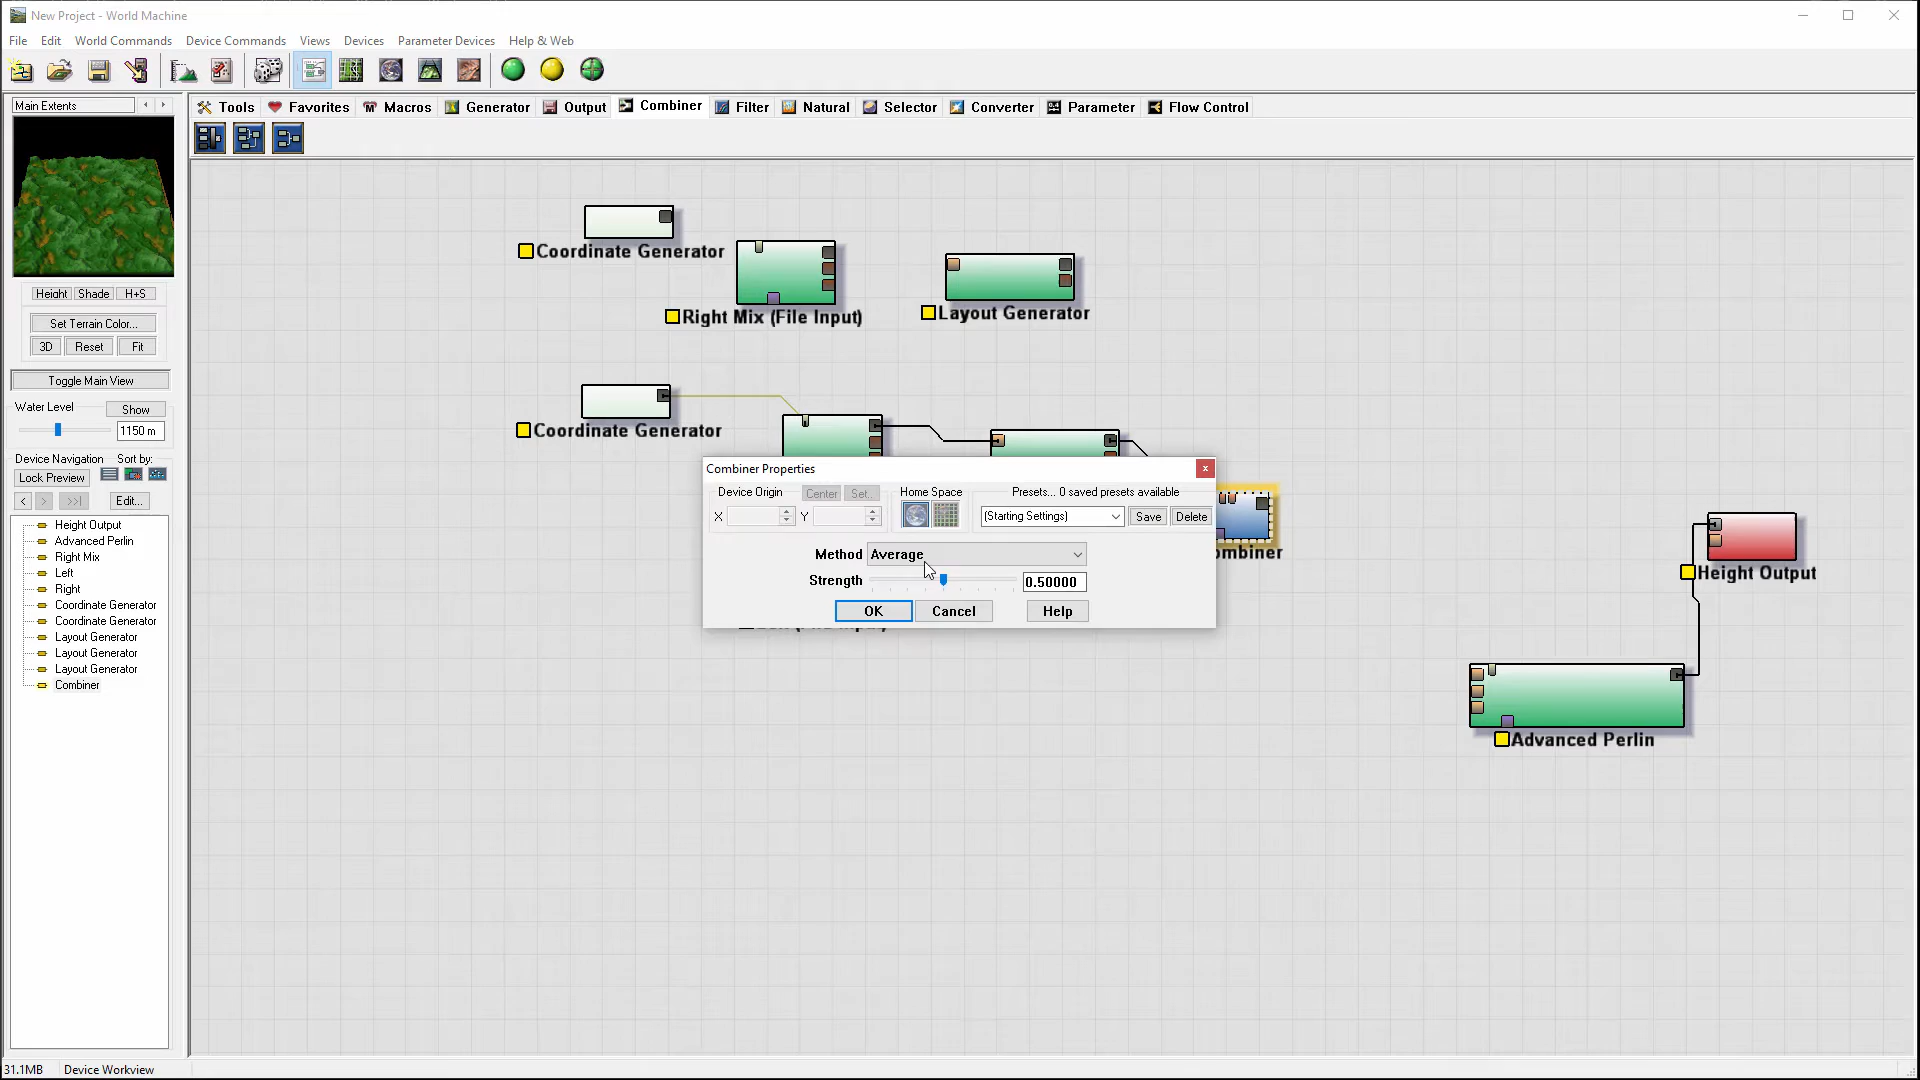 New Project - World Machine
File Edit World Commands Device Commands Views Devices Parameter Devices Help & Web
Main Extents
Tools Favorites Macros Generator Output Combiner Filter Natural Selector Converter Parameter Flow Control
Height Shade H+S
Set Terrain Color...
3D Reset Fit
Toggle Main View
Water Level Show
1150 m
Device Navigation Sort by:
Lock Preview
< > >>| Edit...
Height Output
Advanced Perlin
Right Mix
Left
Right
Coordinate Generator
Coordinate Generator
Layout Generator
Layout Generator
Layout Generator
Combiner
Coordinate Generator
Right Mix (File Input)
Layout Generator
Coordinate Generator
Combiner Properties x
Device Origin Center Set.. Home Space Presets... 0 saved presets available
X Y (Starting Settings) Save Delete
Method Average
Strength 0.50000
OK Cancel Help
ombiner
Height Output
Advanced Perlin
31.1MB Device Workview